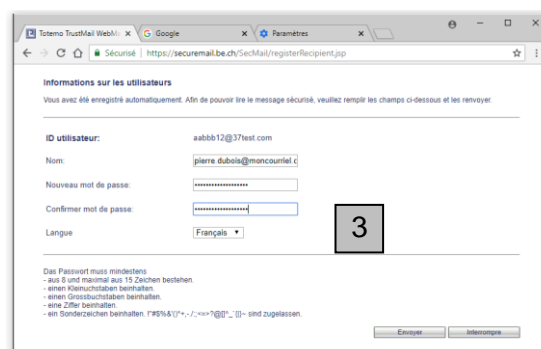 Totemo TrustMail WebMa
Google
Paramètres
Sécurisé https://securemail.be.ch/SecMail/registerRecipient.jsp
Informations sur les utilisateurs
Vous avez été enregistré automatiquement. Afin de pouvoir lire le message sécurisé, veuillez remplir les champs ci-dessous et les renvoyer.
ID utilisateur: aabbb12@37test.com
Nom: pierre.dubois@moncourriel.c
Nouveau mot de passe: ••••••••••••••••••
Confirmer mot de passe: ••••••••••••••••••
Langue Français
3
Das Passwort muss mindestens
- aus 8 und maximal aus 15 Zeichen bestehen.
- einen Kleinuchstaben beinhalten.
- einen Grossbuchstaben beinhalten.
- eine Ziffer beinhalten.
- ein Sonderzeichen beinhalten. sind zugelassen.
Envoyer Interrompre